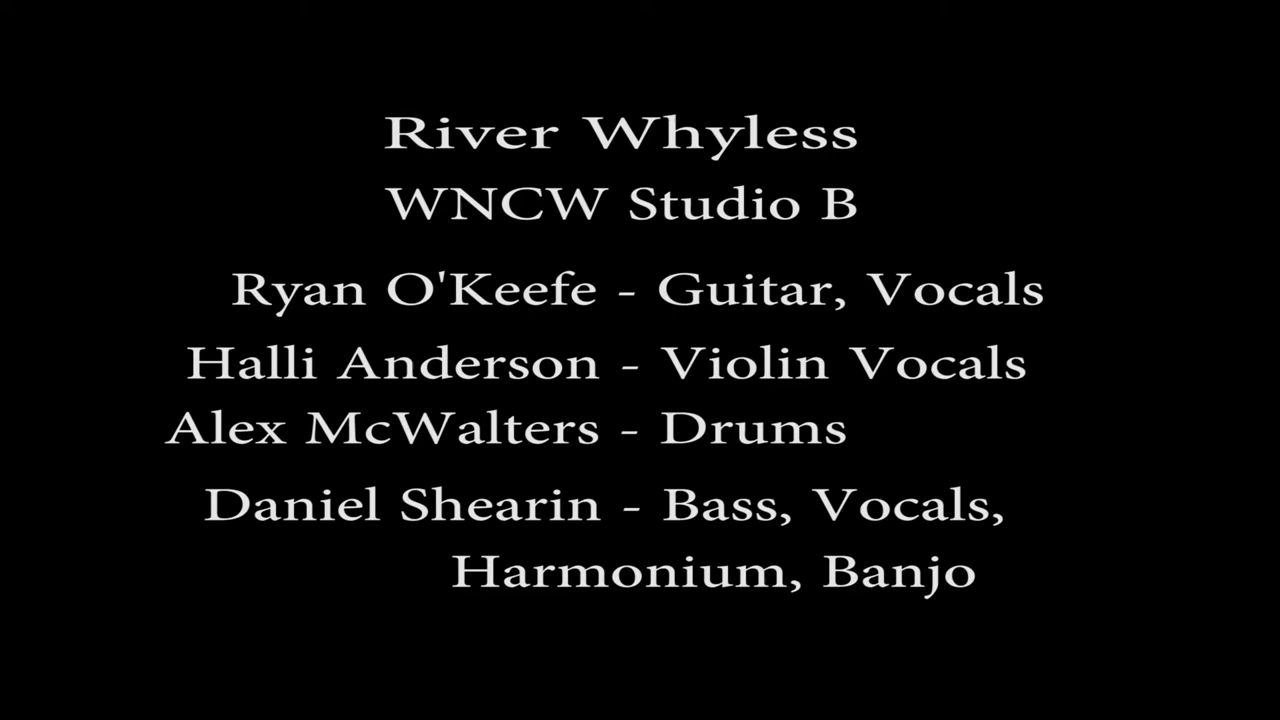 River Whyless
WNCW Studio B
Ryan O'Keefe - Guitar, Vocals
Halli Anderson - Violin Vocals
Alex McWalters - Drums
Daniel Shearin - Bass, Vocals,
Harmonium, Banjo